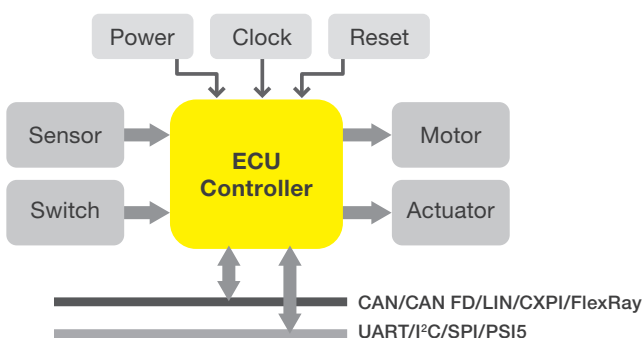 Power
Clock
Reset
Sensor
ECU
Controller
Motor
Switch
Actuator
CAN/CAN FD/LIN/CXPI/FlexRay
UART/I²C/SPI/PSI5